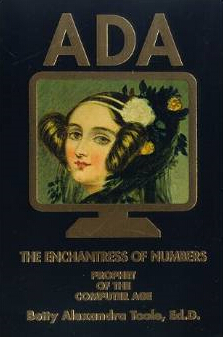 ADA
THE ENCHANTRESS OF NUMBERS
PROPHET
OF THE
COMPUTER AGE
Betty Alexandra Toole, Ed.D.